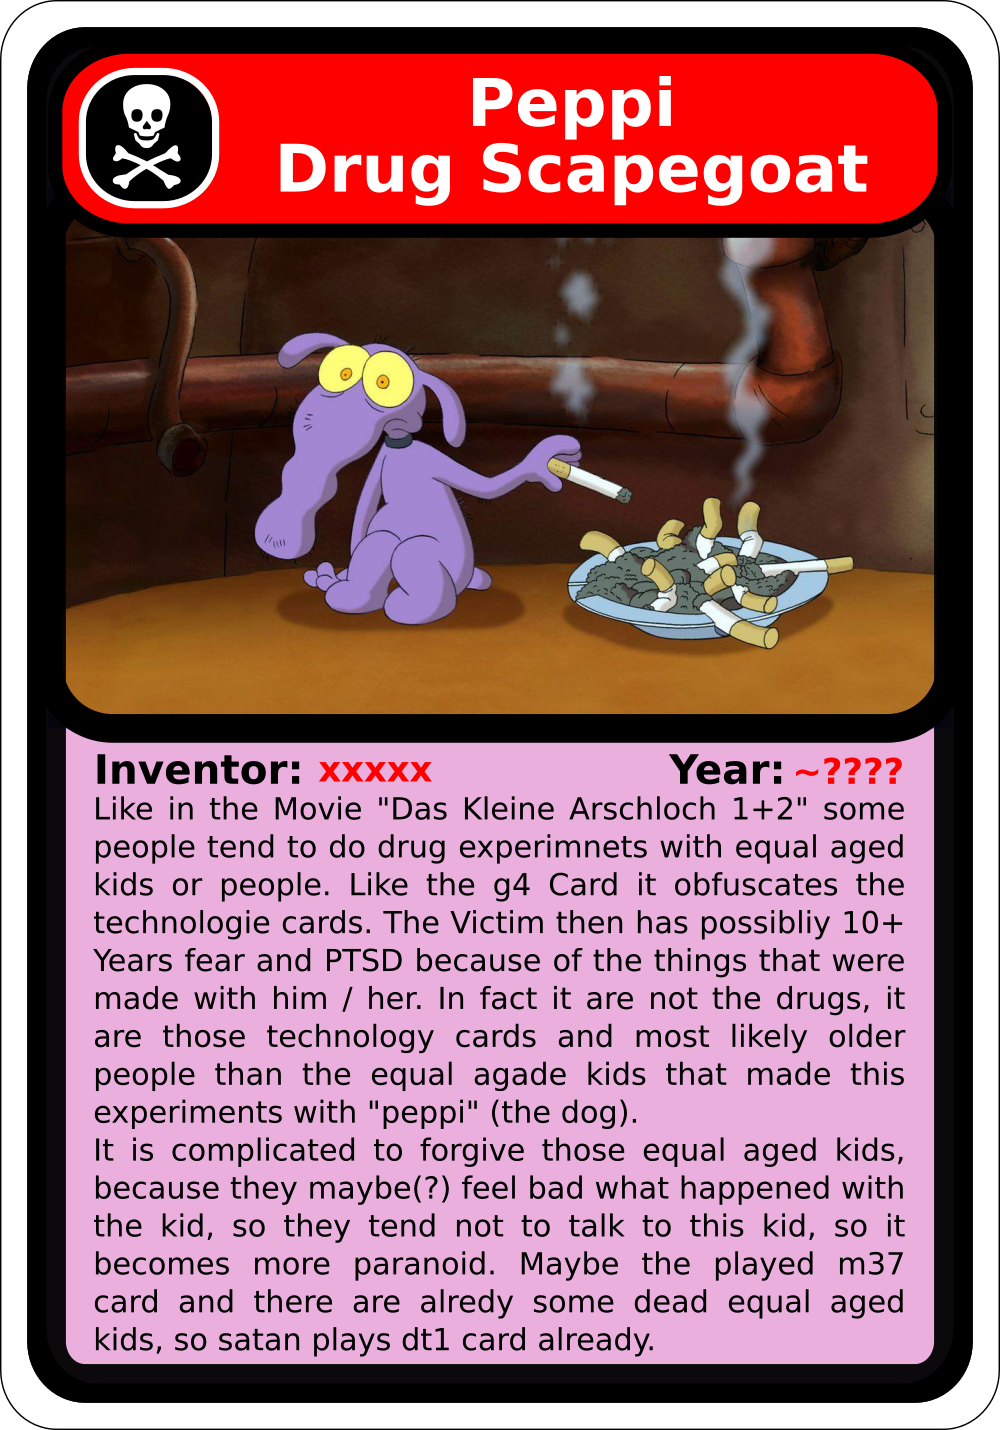 Peppi
Drug Scapegoat
Inventor: xxxxx Year: ~????
Like in the Movie "Das Kleine Arschloch 1+2" some
people tend to do drug experimnets with equal aged
kids or people. Like the g4 Card it obfuscates the
technologie cards. The Victim then has possibliy 10+
Years fear and PTSD because of the things that were
made with him / her. In fact it are not the drugs, it
are those technology cards and most likely older
people than the equal agade kids that made this
experiments with "peppi" (the dog).
It is complicated to forgive those equal aged kids,
because they maybe(?) feel bad what happened with
the kid, so they tend not to talk to this kid, so it
becomes more paranoid. Maybe the played m37
card and there are alredy some dead equal aged
kids, so satan plays dt1 card already.